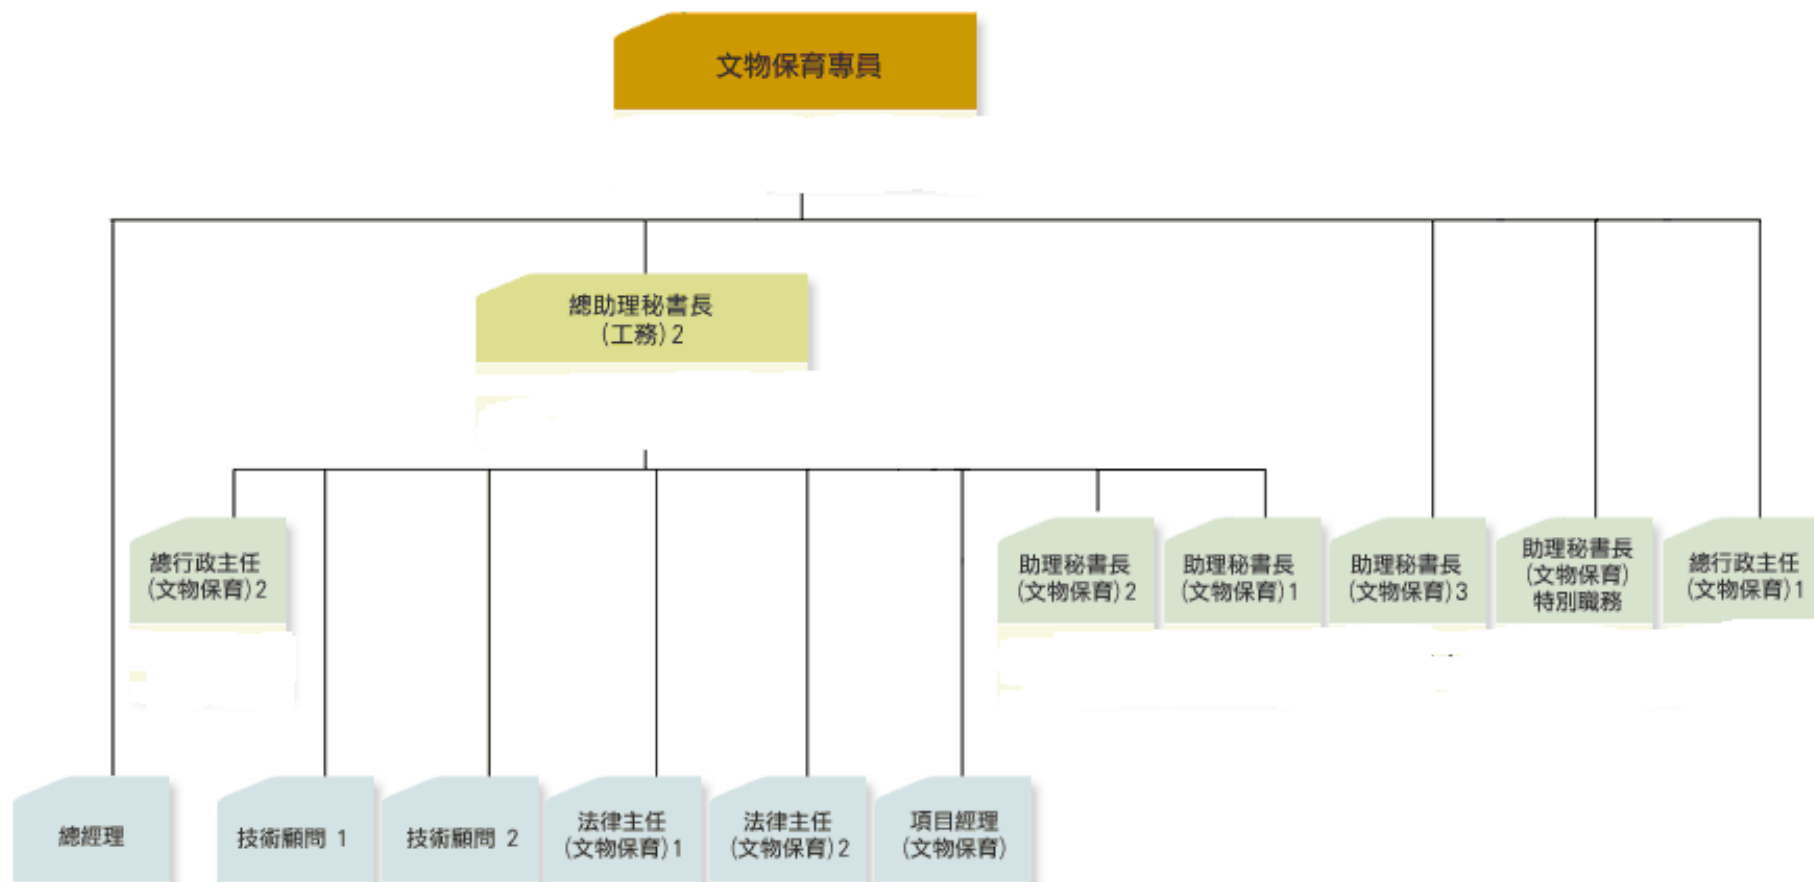 文物保育專員
總助理秘書長
(工務) 2
總行政主任
(文物保育) 2
助理秘書長
(文物保育) 2
助理秘書長
(文物保育) 1
助理秘書長
(文物保育) 3
助理秘書長
(文物保育)
特別職務
總行政主任
(文物保育) 1
總經理
技術顧問 1
技術顧問 2
法律主任
(文物保育) 1
法律主任
(文物保育) 2
項目經理
(文物保育)